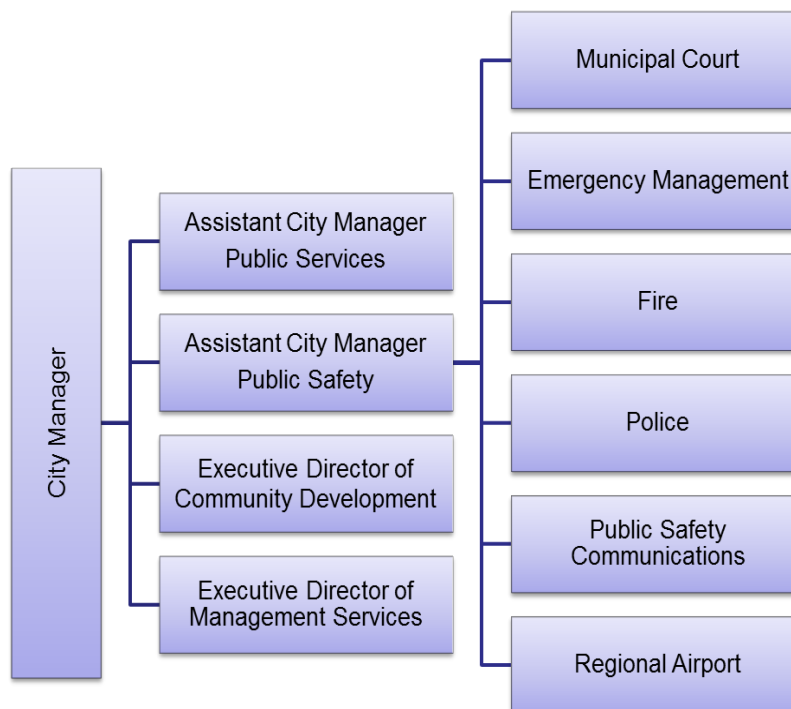 City Manager
Assistant City Manager
Public Services
Assistant City Manager
Public Safety
Executive Director of
Community Development
Executive Director of
Management Services
Municipal Court
Emergency Management
Fire
Police
Public Safety
Communications
Regional Airport